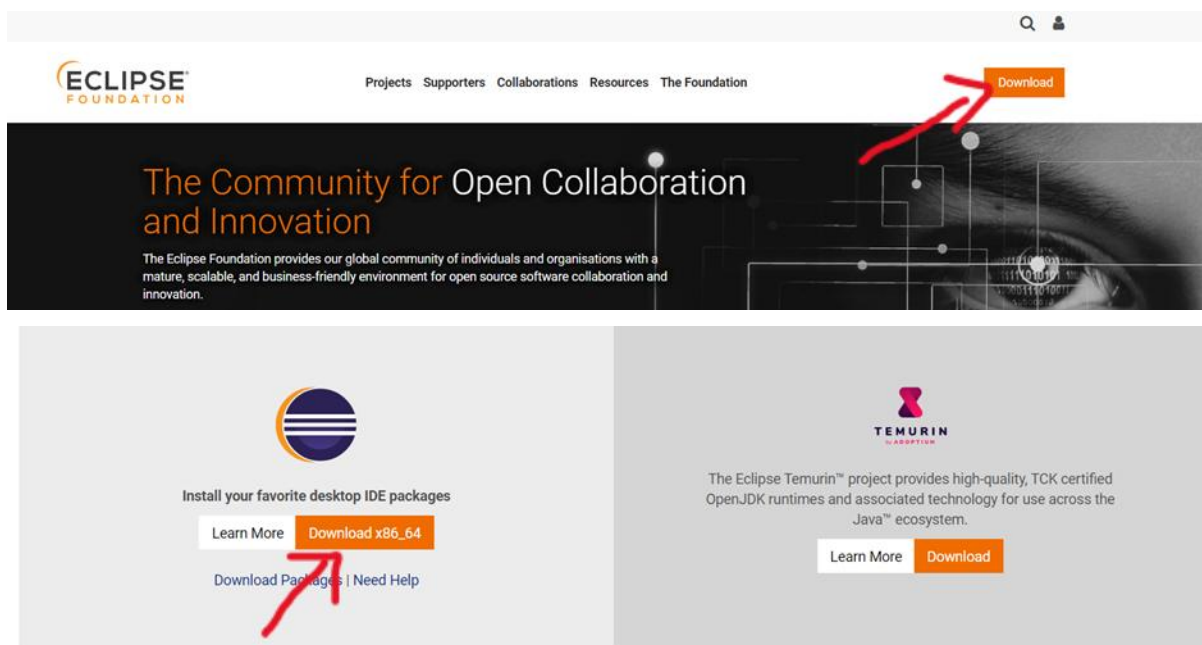 ECLIPSE
FOUNDATION
Projects Supporters Collaborations Resources The Foundation
Download
The Community for Open Collaboration
and Innovation
The Eclipse Foundation provides our global community of individuals and organisations with a
mature, scalable, and business-friendly environment for open source software collaboration and
innovation.
Install your favorite desktop IDE packages
Learn More Download x86_64
Download Packages | Need Help
TEMURIN
by ADOPTIUM
The Eclipse Temurin™ project provides high-quality, TCK certified
OpenJDK runtimes and associated technology for use across the
Java™ ecosystem.
Learn More Download